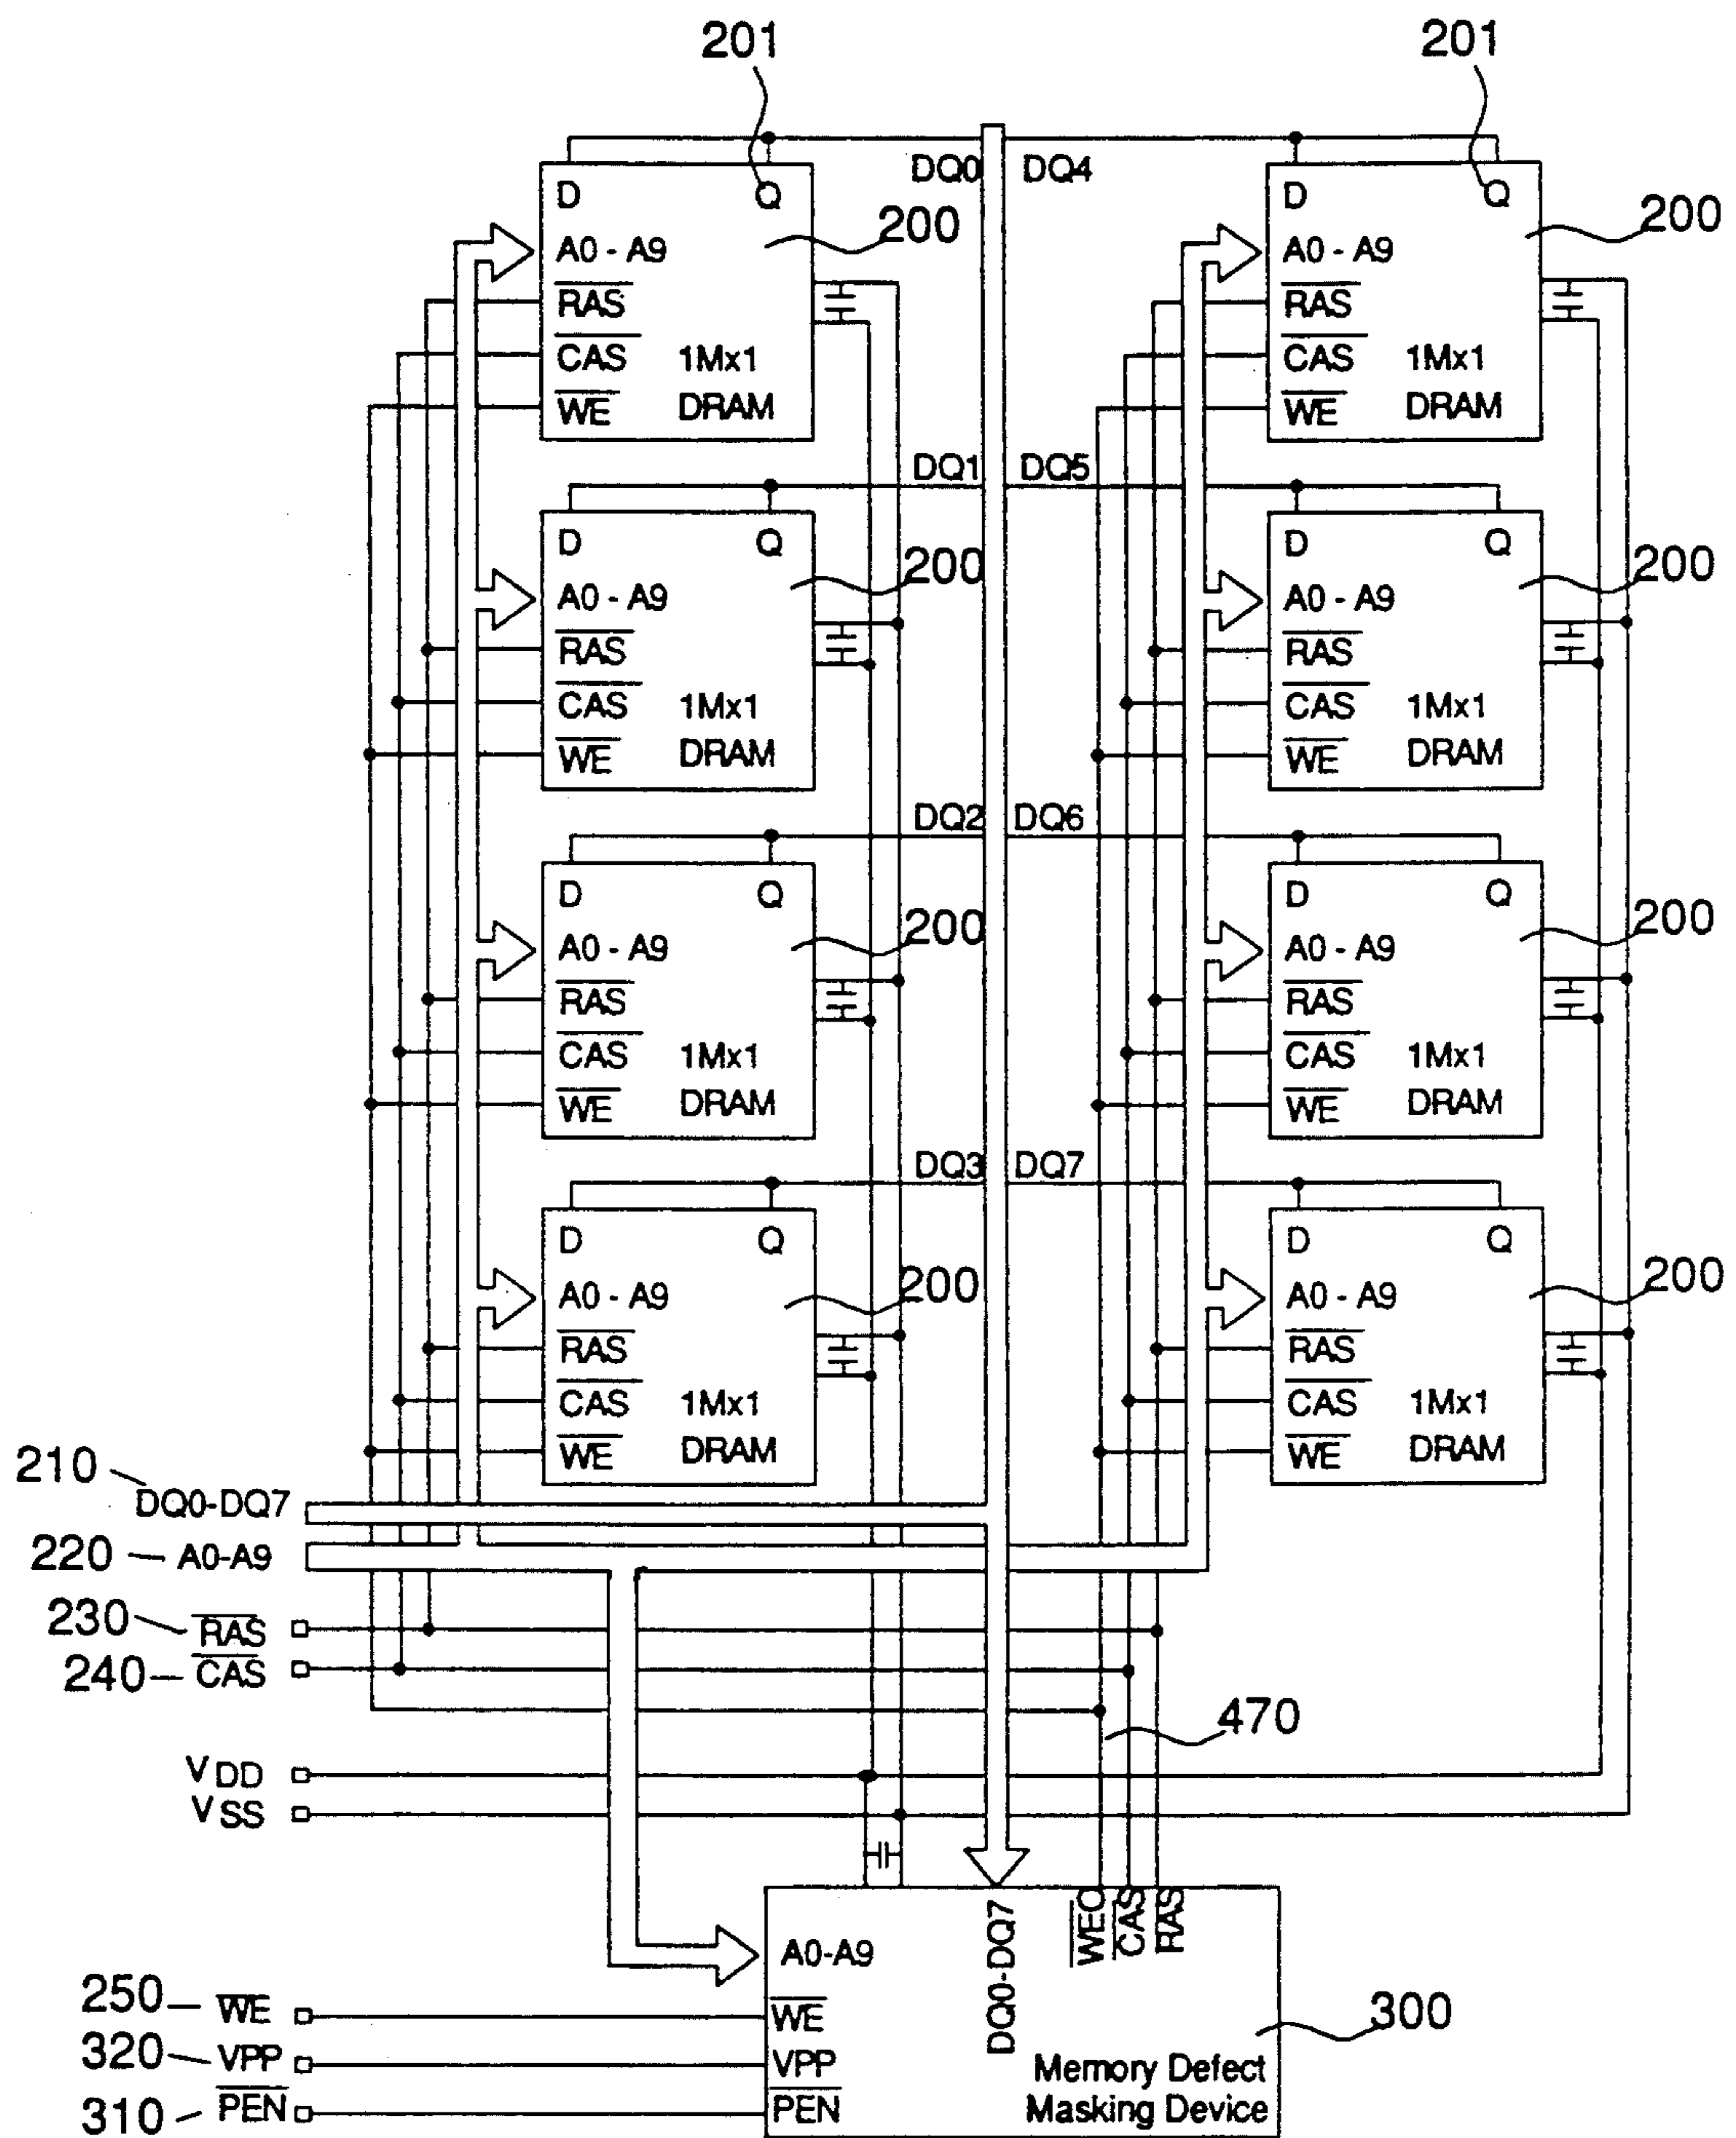 201 201
DQ0 DQ4
D Q D Q
200 200
A0 - A9 A0 - A9
RAS RAS
CAS 1Mx1 CAS 1Mx1
WE DRAM WE DRAM
DQ1 DQ5
D Q D Q
200 200
A0 - A9 A0 - A9
RAS RAS
CAS 1Mx1 CAS 1Mx1
WE DRAM WE DRAM
DQ2 DQ6
D Q D Q
200 200
A0 - A9 A0 - A9
RAS RAS
CAS 1Mx1 CAS 1Mx1
WE DRAM WE DRAM
DQ3 DQ7
D Q D Q
200 200
A0 - A9 A0 - A9
RAS RAS
CAS 1Mx1 CAS 1Mx1
WE DRAM WE DRAM
210 DQ0-DQ7
220 A0-A9
230 RAS
240 CAS
470
VDD
VSS
DQ0-DQ7
WEO
CAS
RAS
A0-A9
250 WE WE
300
320 VPP VPP
310 PEN PEN
Memory Defect
Masking Device